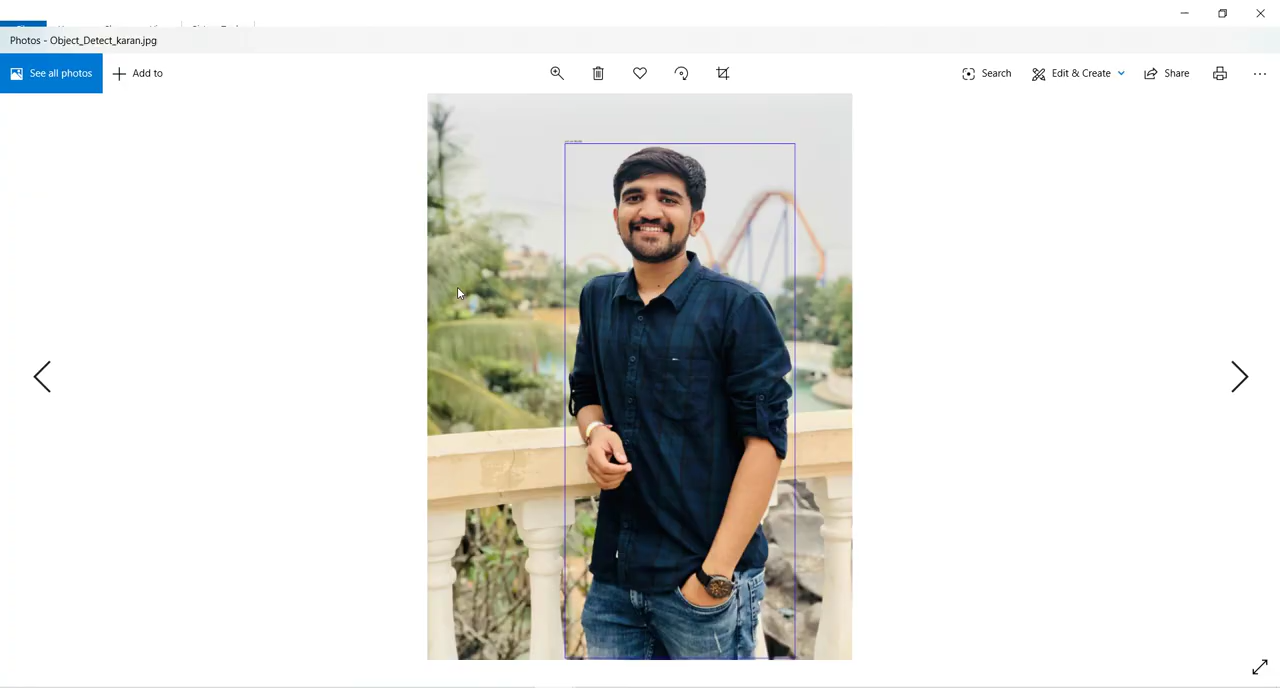 Photos - Object_Detect_karan.jpg
See all photos
Add to
Search
Edit & Create
Share